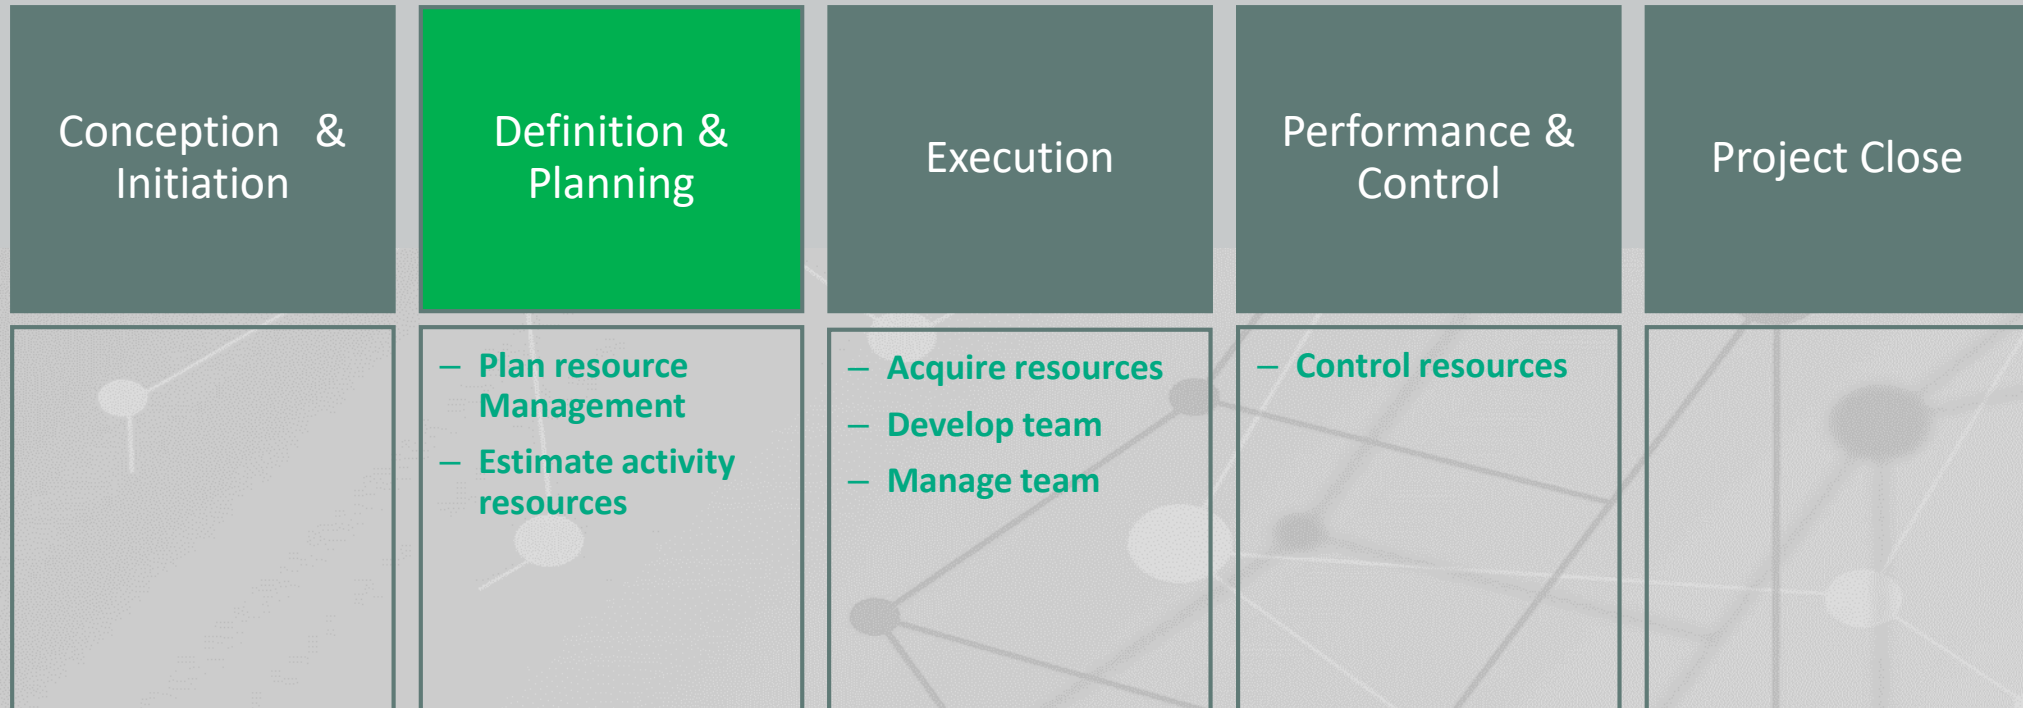 Conception &
Initiation
Definition &
Planning
Execution
Performance &
Control
Project Close
– Plan resource
Management
– Estimate activity
resources
– Acquire resources
– Develop team
– Manage team
– Control resources